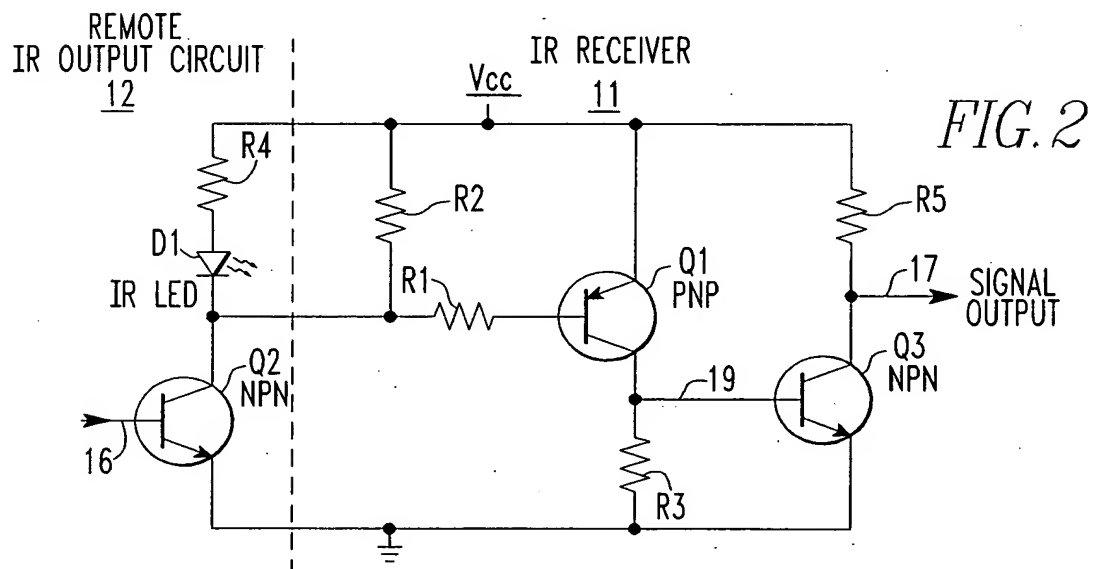 REMOTE
IR OUTPUT CIRCUIT
12
IR RECEIVER
11
Vcc
FIG. 2
R4
R2
R5
D1
IR LED
R1
Q1
PNP
17
SIGNAL
OUTPUT
Q2
NPN
19
Q3
NPN
16
R3